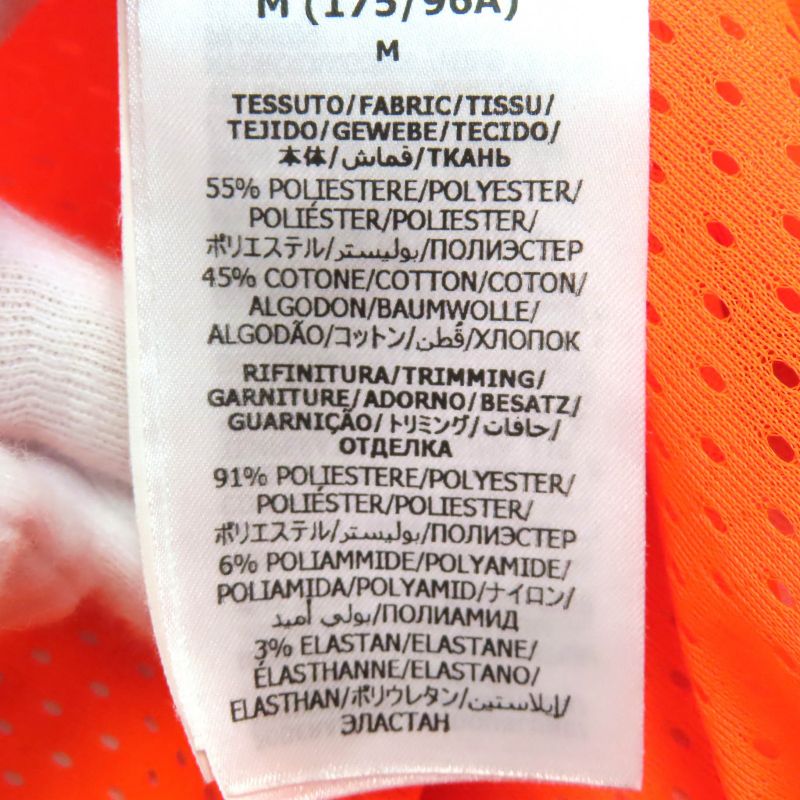 M (175/96A)
M
TESSUTO/FABRIC/TISSU/
TEJIDO/GEWEBE/TECIDO/
本体/قماش/ТКАНЬ
55% POLIESTERE/POLYESTER/
POLIÉSTER/POLIESTER/
ポリエステル/بوليستر/ПОЛИЭСТЕР
45% COTONE/COTTON/COTON/
ALGODON/BAUMWOLLE/
ALGODÃO/コットン/قطن/ХЛОПОК
RIFINITURA/TRIMMING/
GARNITURE/ADORNO/BESATZ/
GUARNIÇÃO/トリミング/حافات/
ОТДЕЛКА
91% POLIESTERE/POLYESTER/
POLIÉSTER/POLIESTER/
ポリエステル/بوليستر/ПОЛИЭСТЕР
6% POLIAMMIDE/POLYAMIDE/
POLIAMIDA/POLYAMID/ナイロン/
بولي أميد/ПОЛИАМИД
3% ELASTAN/ELASTANE/
ÉLASTHANNE/ELASTANO/
ELASTHAN/ポリウレタン/إيلاستين/
ЭЛАСТАН